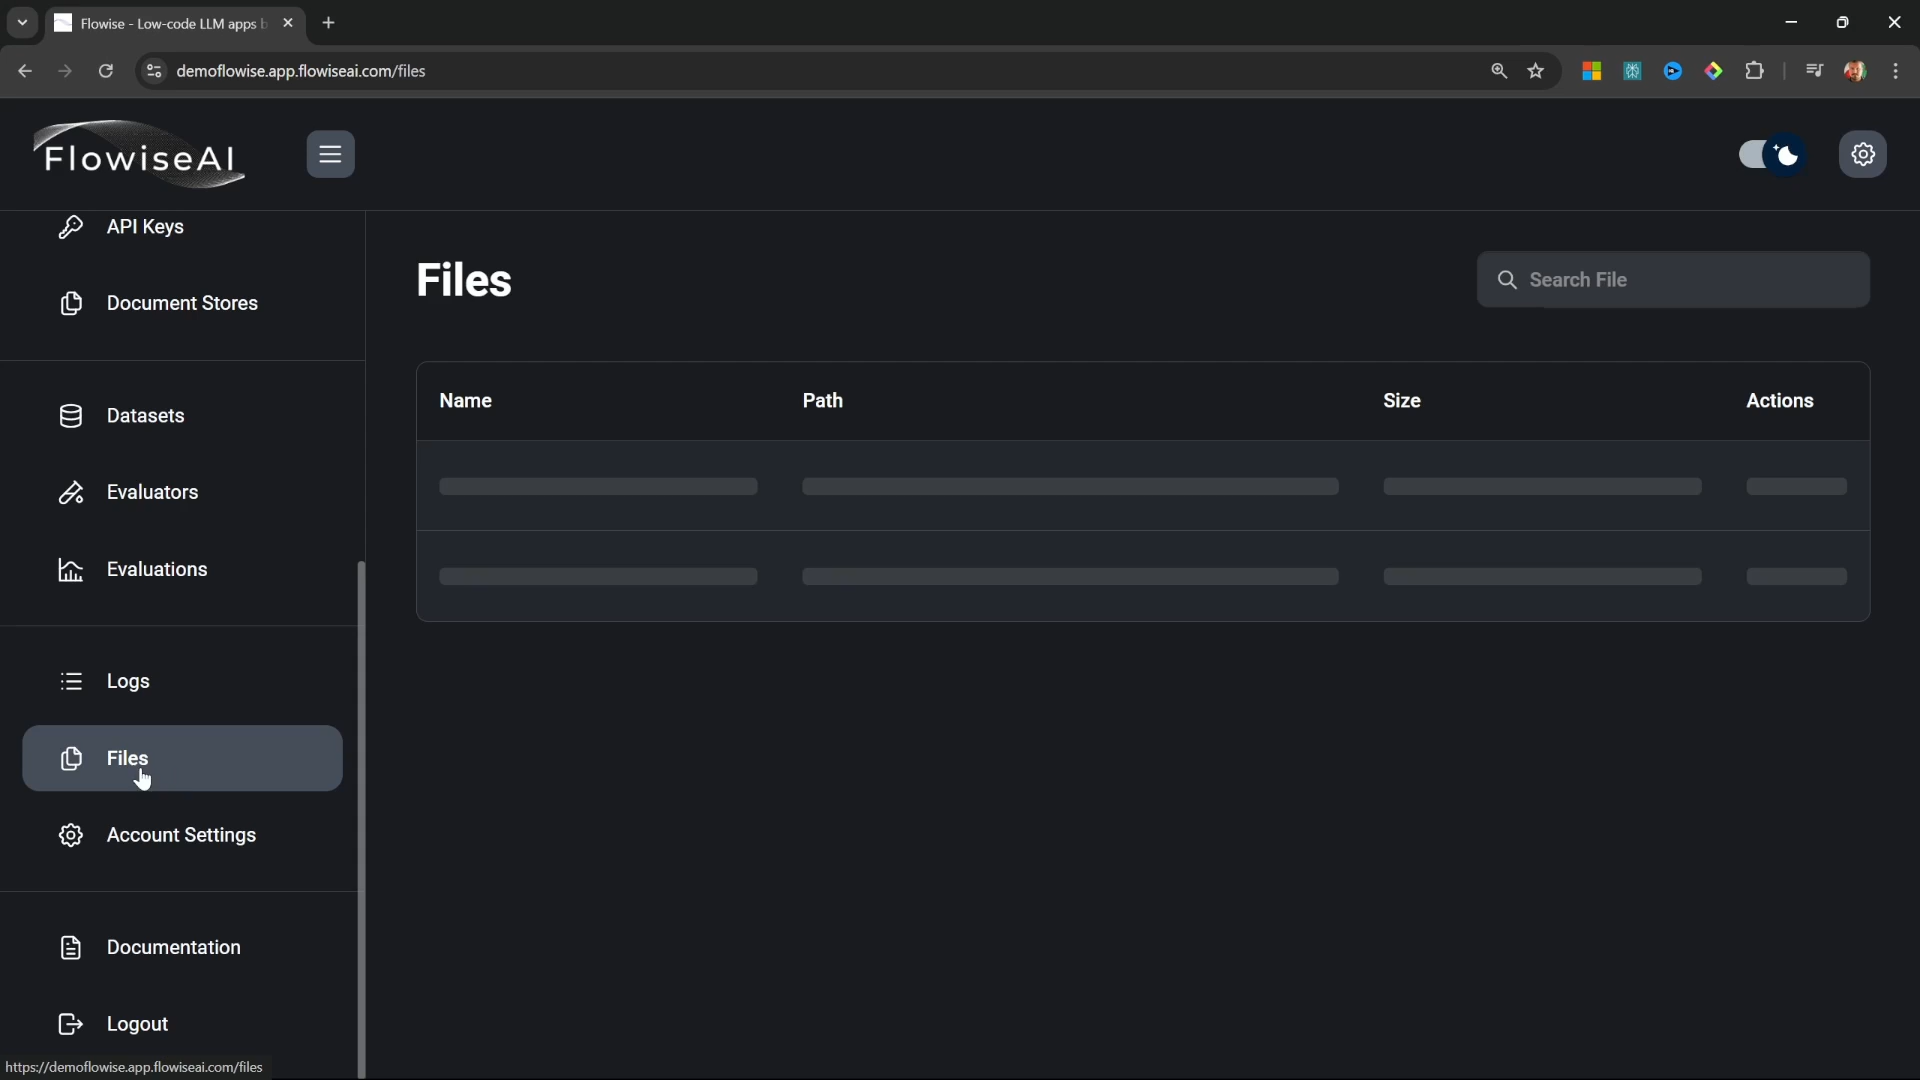 Flowise - Low-code LLM apps b
demoflowise.app.flowiseai.com/files
FlowiseAI
API Keys
Document Stores
Datasets
Evaluators
Evaluations
Logs
Files
Account Settings
Documentation
Logout
Files
Search File
Name Path Size Actions
https://demoflowise.app.flowiseai.com/files